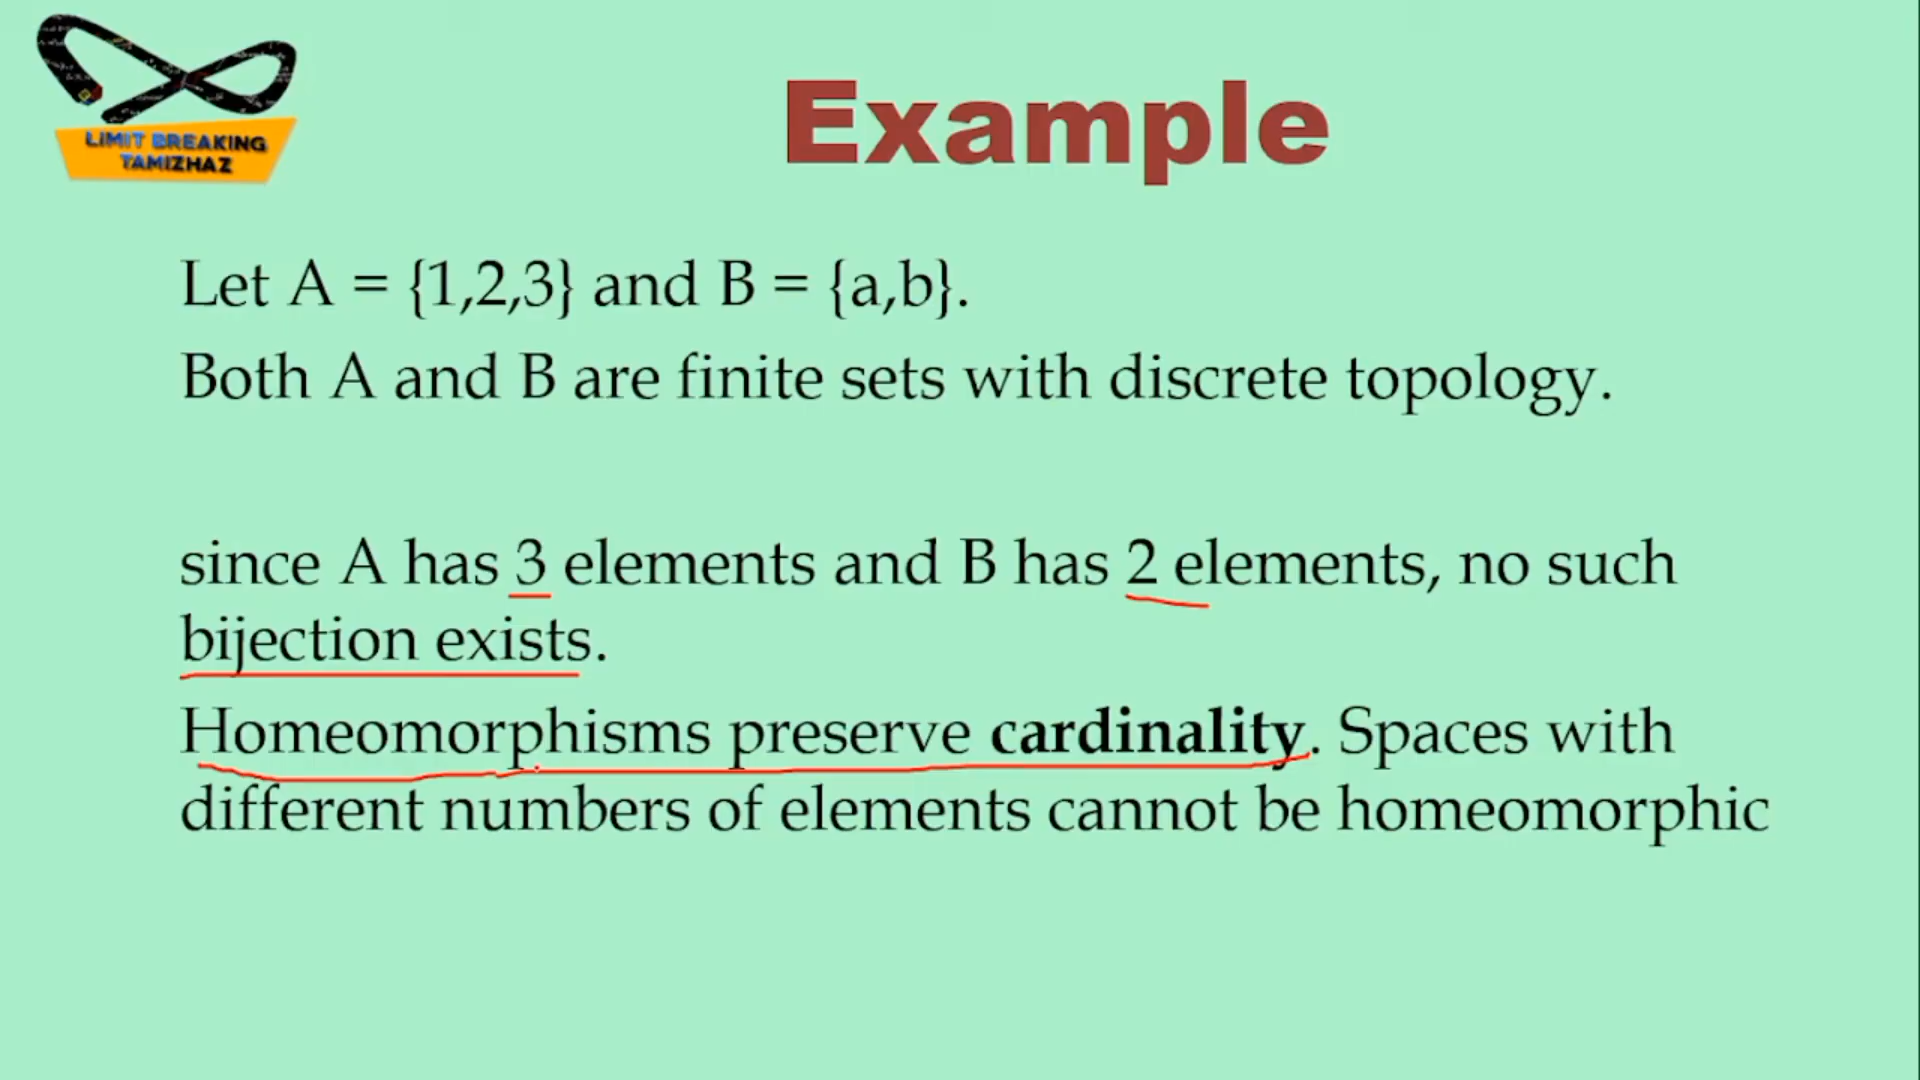 LIMIT BREAKING
TAMIZHAZ
Example
Let A = {1,2,3} and B = {a,b}.
Both A and B are finite sets with discrete topology.
since A has 3 elements and B has 2 elements, no such
bijection exists.
Homeomorphisms preserve cardinality. Spaces with
different numbers of elements cannot be homeomorphic